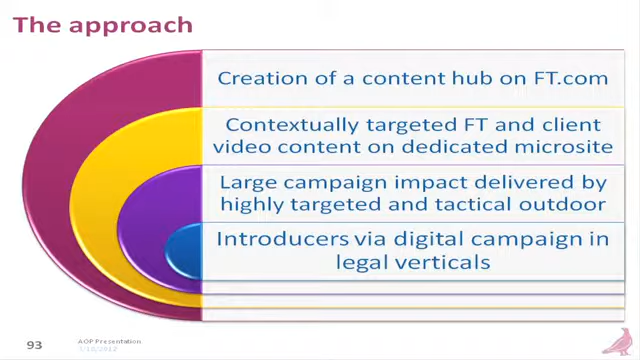 The approach
Creation of a content hub on FT.com
Contextually targeted FT and client
video content on dedicated microsite
Large campaign impact delivered by
highly targeted and tactical outdoor
Introducers via digital campaign in
legal verticals
93
AOP Presentation